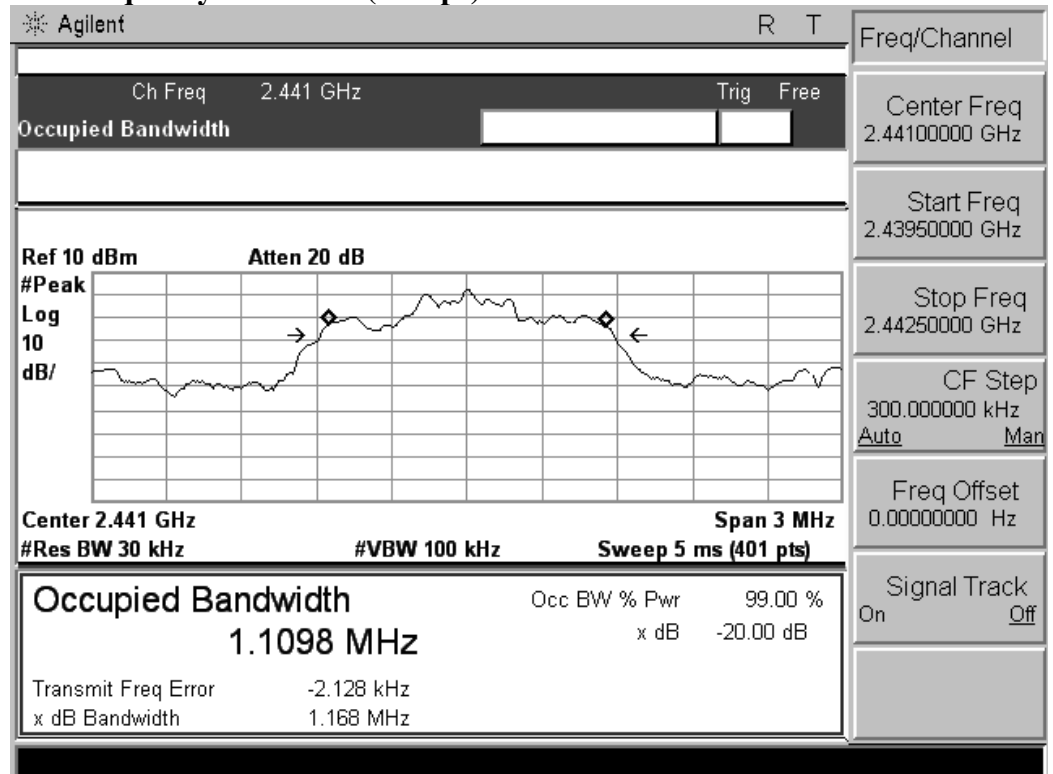 Agilent R T
Freq/Channel
Ch Freq 2.441 GHz Trig Free
Occupied Bandwidth
Center Freq
2.44100000 GHz
Start Freq
2.43950000 GHz
Stop Freq
2.44250000 GHz
CF Step
300.000000 kHz
Auto Man
Freq Offset
0.00000000 Hz
Signal Track
On Off
Ref 10 dBm Atten 20 dB
#Peak
Log
10
dB/
Center 2.441 GHz Span 3 MHz
#Res BW 30 kHz #VBW 100 kHz Sweep 5 ms (401 pts)
Occupied Bandwidth
1.1098 MHz
Occ BW % Pwr 99.00 %
x dB -20.00 dB
Transmit Freq Error -2.128 kHz
x dB Bandwidth 1.168 MHz